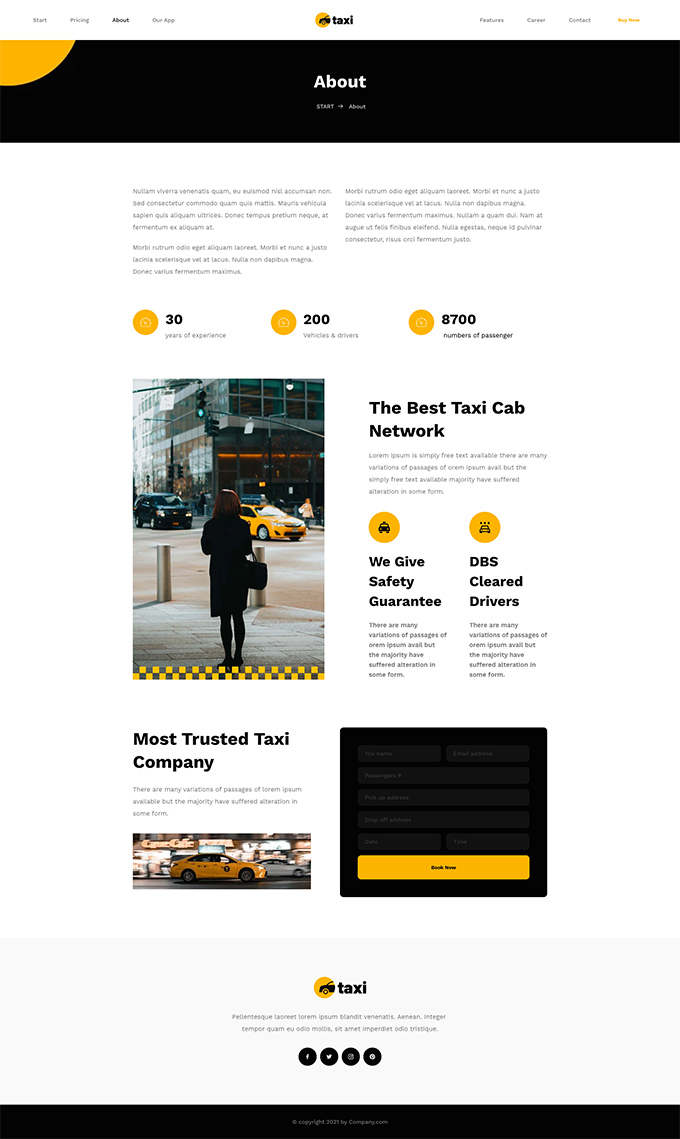 Start Pricing About Our App taxi Features Career Contact Buy Now
About
START → About
Nullam viverra venenatis quam, eu euismod nisl accumsan non.
Sed consectetur commodo quam quis mattis. Mauris vehicula
sapien quis aliquam ultrices. Donec tempus pretium neque, at
fermentum ex aliquam at.
Morbi rutrum odio eget aliquam laoreet. Morbi et nunc a justo
lacinia scelerisque vel at lacus. Nulla non dapibus magna.
Donec varius fermentum maximus.
Morbi rutrum odio eget aliquam laoreet. Morbi et nunc a justo
lacinia scelerisque vel at lacus. Nulla non dapibus magna.
Donec varius fermentum maximus. Nullam a quam dui. Nam at
augue ut felis finibus eleifend. Nulla egestas, neque id pulvinar
consectetur, risus orci fermentum justo.
30
years of experience
200
Vehicles & drivers
8700
numbers of passenger
The Best Taxi Cab
Network
Lorem ipsum is simply free text available there are many
variations of passages of orem ipsum avail but the
simply free text available majority have suffered
alteration in some form.
We Give
Safety
Guarantee
There are many
variations of passages of
orem ipsum avail but
the majority have
suffered alteration in
some form.
DBS
Cleared
Drivers
There are many
variations of passages of
orem ipsum avail but
the majority have
suffered alteration in
some form.
Most Trusted Taxi
Company
There are many variations of passages of lorem ipsum
available but the majority have suffered alteration in
some form.
You name Email address
Passengers #
Pick up address
Drop off address
Date Time
Book Now
taxi
Pellentesque laoreet lorem ipsum blandit venenatis. Aenean. Integer
tempor quam eu odio mollis, sit amet imperdiet odio tristique.
© copyright 2021 by Company.com